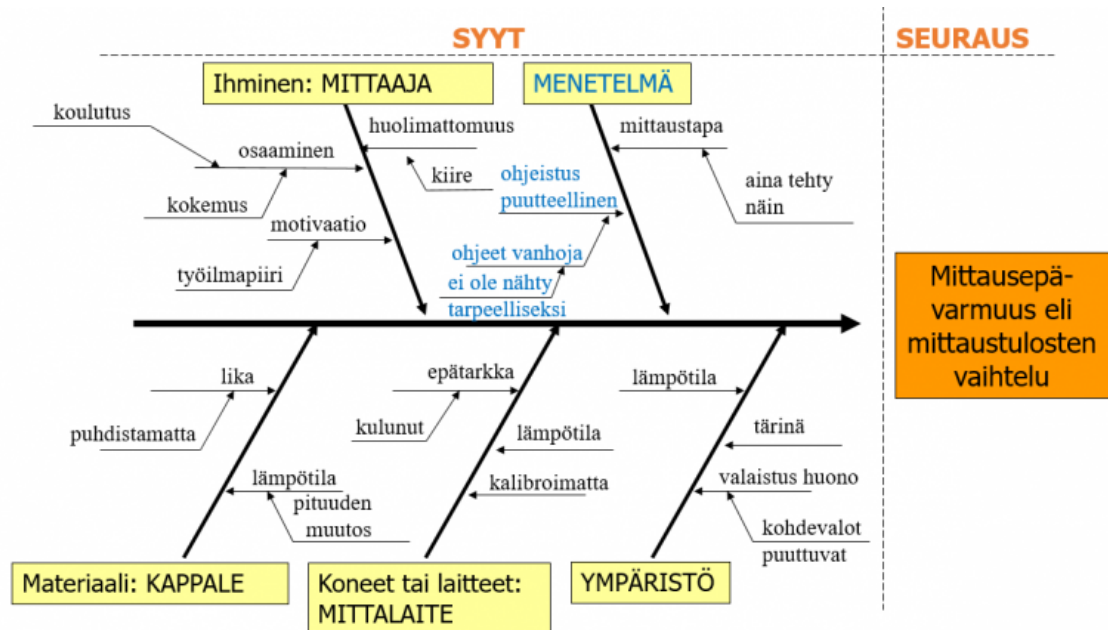 SYYT
SEURAUS
Ihminen: MITTAAJA
MENETELMÄ
koulutus
huolimattomuus
mittaustapa
osaaminen
kiire
ohjeistus
puutteellinen
aina tehty
näin
kokemus
motivaatio
ohjeet vanhoja
työilmapiiri
ei ole nähty
tarpeelliseksi
Mittausepä-
varmuus eli
mittaustulosten
vaihtelu
lika
epätarkka
lämpötila
puhdistamatta
kulunut
lämpötila
tärinä
lämpötila
kalibroimatta
valaistus huono
pituuden
muutos
kohdevalot
puuttuvat
Materiaali: KAPPALE
Koneet tai laitteet:
MITTALAITE
YMPÄRISTÖ